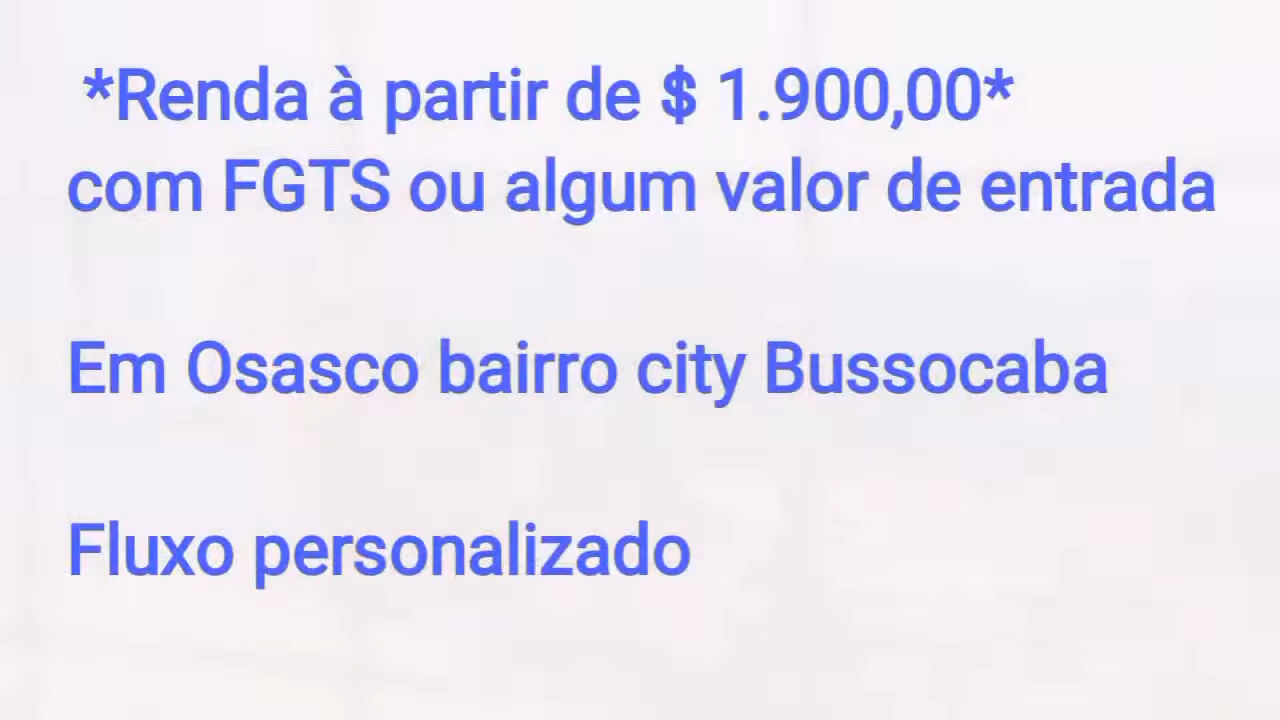 *Renda à partir de $ 1.900,00*
com FGTS ou algum valor de entrada
Em Osasco bairro city Bussocaba
Fluxo personalizado